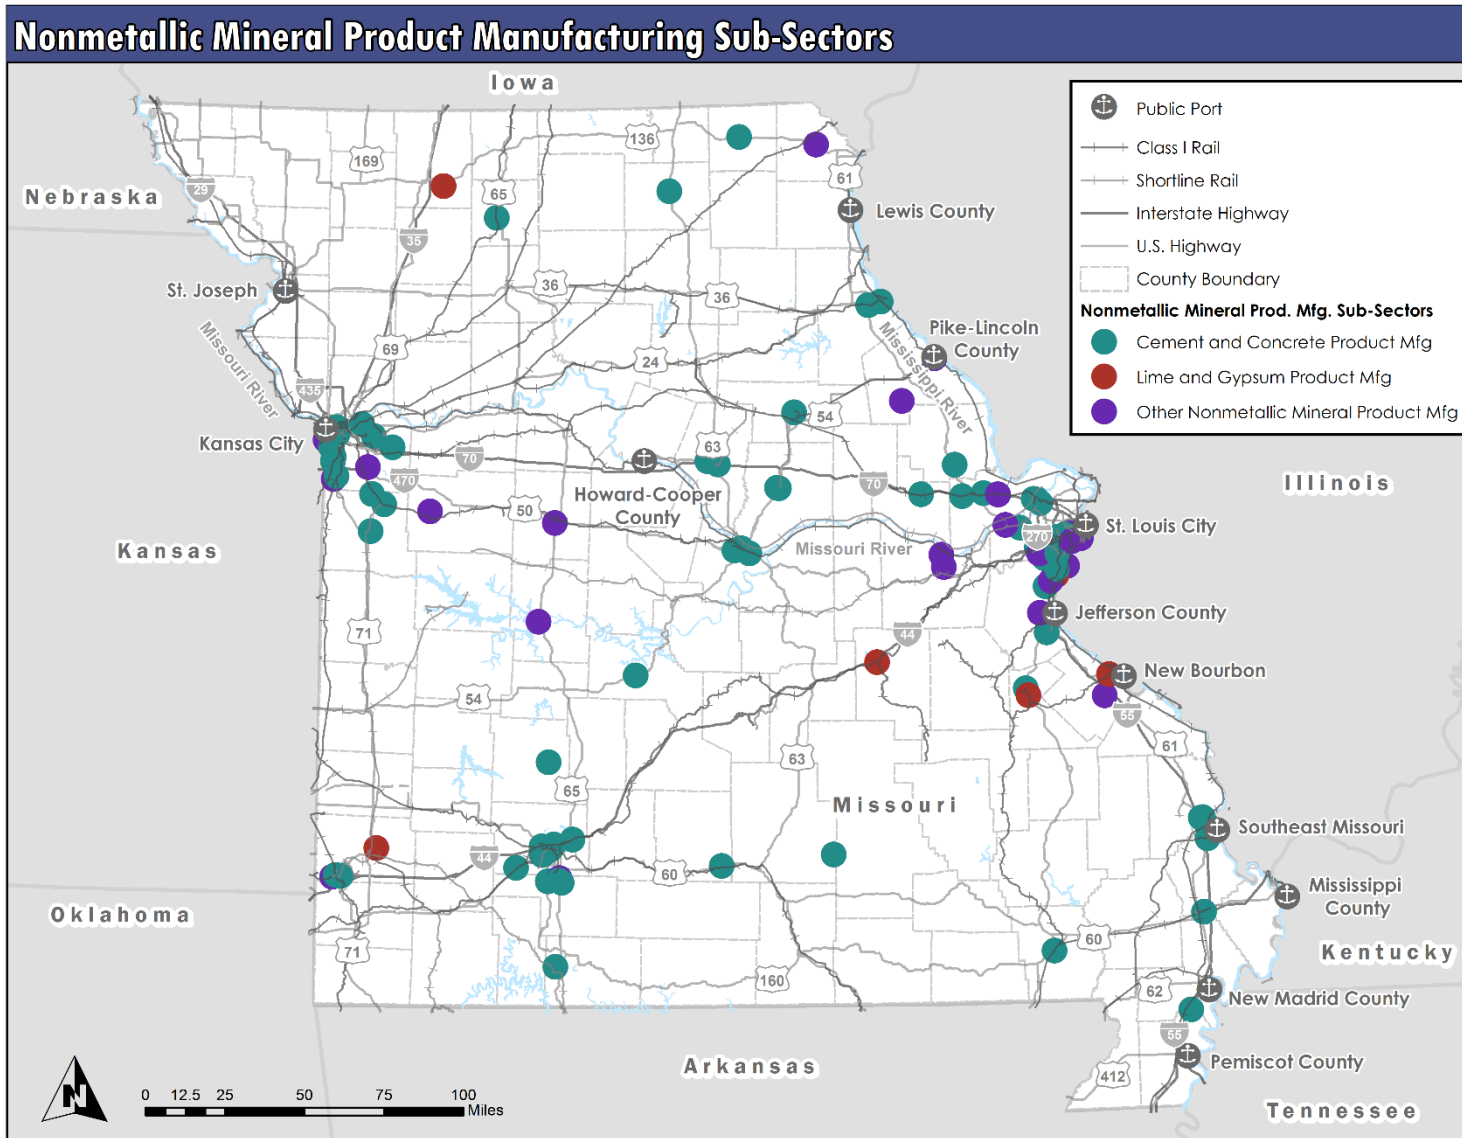 Nonmetallic Mineral Product Manufacturing Sub-Sectors
Iowa
Public Port
Class I Rail
Shortline Rail
Interstate Highway
U.S. Highway
County Boundary
Nonmetallic Mineral Prod. Mfg. Sub-Sectors
Cement and Concrete Product Mfg
Lime and Gypsum Product Mfg
Other Nonmetallic Mineral Product Mfg
136
169
61
Nebraska
29
65
Lewis County
35
St. Joseph
36
36
Missouri River
69
Mississippi River
Pike-Lincoln
County
24
435
54
Kansas City
63
70
470
70
Howard-Cooper
County
Illinois
50
St. Louis City
270
Kansas
Missouri River
Jefferson County
71
44
New Bourbon
54
55
61
63
65
Missouri
Southeast Missouri
44
60
Mississippi
County
Oklahoma
60
71
Kentucky
160
62
New Madrid County
55
Pemiscot County
Arkansas
412
N
0 12.5 25 50 75 100
Miles
Tennessee